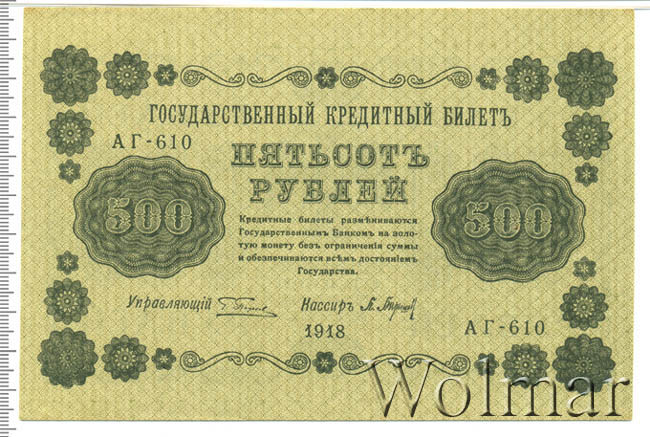 ГОСУДАРСТВЕННЫЙ КРЕДИТНЫЙ БИЛЕТЪ
АГ-610
ПЯТЬСОТЪ
РУБЛЕЙ
500
500
Кредитные билеты размѣниваются
Государственнымъ Банкомъ на золо-
тую монету безъ ограниченія суммы
и обезпечиваются всѣмъ достояніемъ
Государства.
Управляющій
Кассиръ
1918
АГ-610
Wolmar